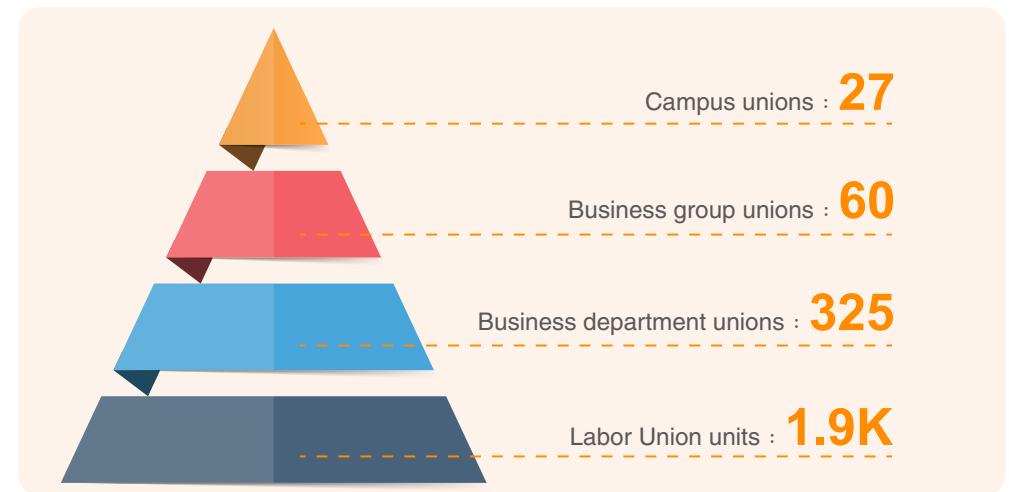 Campus unions : 27
Business group unions : 60
Business department unions : 325
Labor Union units : 1.9K